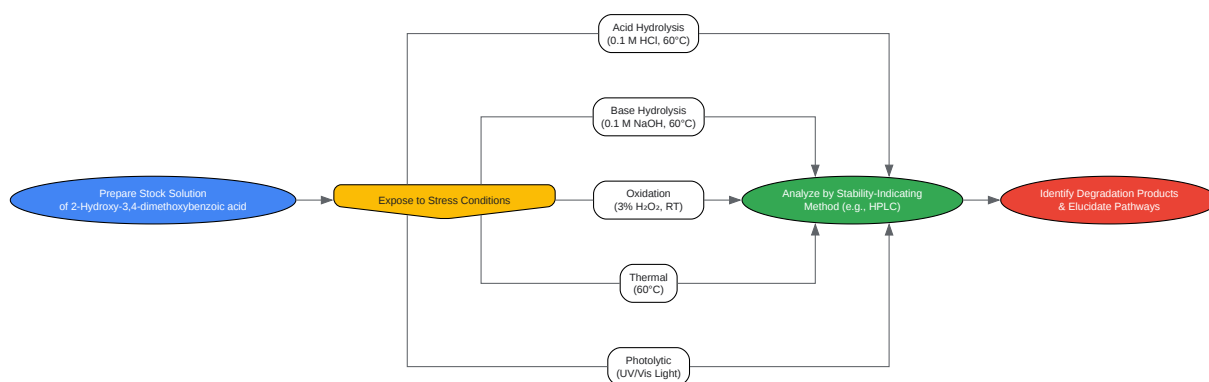 Acid Hydrolysis
(0.1 M HCl, 60°C)
Base Hydrolysis
(0.1 M NaOH, 60°C)
Prepare Stock Solution
of 2-Hydroxy-3,4-dimethoxybenzoic acid
Expose to Stress Conditions
Oxidation
(3% H₂O₂, RT)
Analyze by Stability-Indicating
Method (e.g., HPLC)
Identify Degradation Products
& Elucidate Pathways
Thermal
(60°C)
Photolytic
(UV/Vis Light)